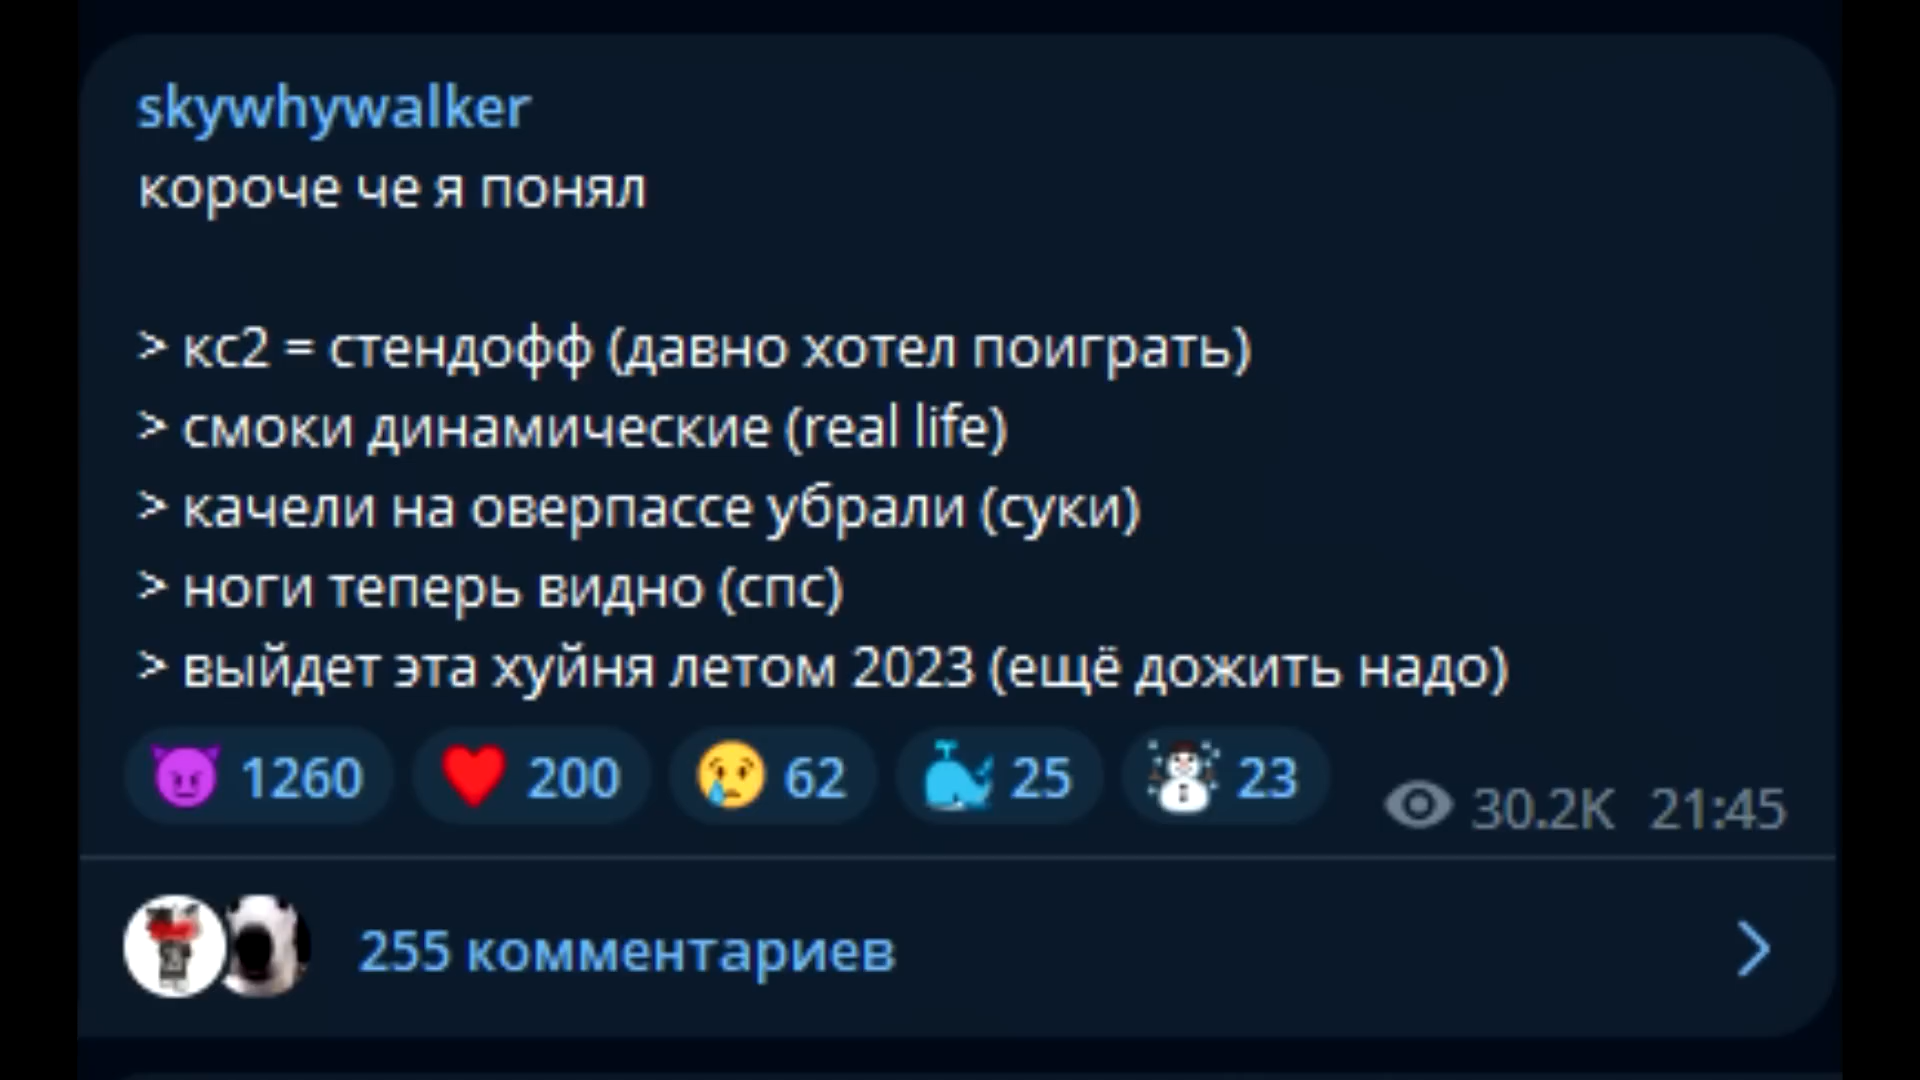 skywhywalker
короче че я понял
> кс2 = стендофф (давно хотел поиграть)
> смоки динамические (real life)
> качели на оверпассе убрали (суки)
> ноги теперь видно (спс)
> выйдет эта хуйня летом 2023 (ещё дожить надо)
1260 200 62 25 23 30.2K 21:45
255 комментариев